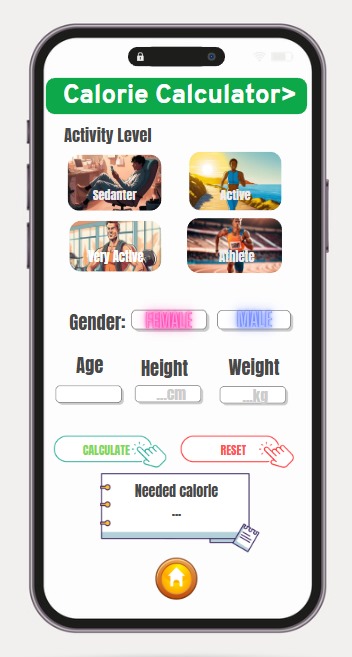 Calorie Calculator>
Activity Level
Sedanter
Active
Very Active
Athlete
Gender: FEMALE MALE
Age Height Weight
...cm ...kg
CALCULATE RESET
Needed calorie
...